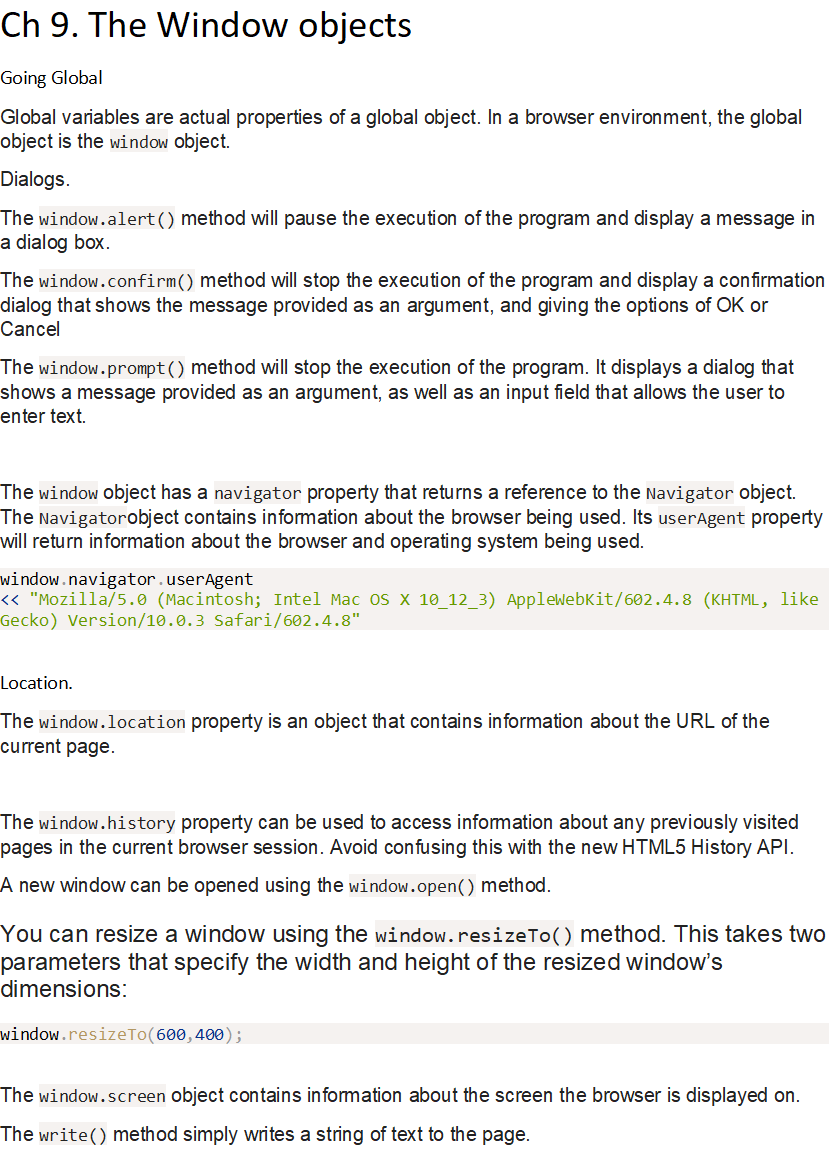 Ch 9. The Window objects
Going Global
Global variables are actual properties of a global object. In a browser environment, the global
object is the window object.
Dialogs.
The window.alert() method will pause the execution of the program and display a message in
a dialog box.
The window.confirm() method will stop the execution of the program and display a confirmation
dialog that shows the message provided as an argument, and giving the options of OK or
Cancel
The window.prompt() method will stop the execution of the program. It displays a dialog that
shows a message provided as an argument, as well as an input field that allows the user to
enter text.
The window object has a navigator property that returns a reference to the Navigator object.
The Navigatorobject contains information about the browser being used. Its userAgent property
will return information about the browser and operating system being used.
window.navigator.userAgent
<< "Mozilla/5.0 (Macintosh; Intel Mac OS X 10_12_3) AppleWebKit/602.4.8 (KHTML, like
Gecko) Version/10.0.3 Safari/602.4.8"
Location.
The window.location property is an object that contains information about the URL of the
current page.
The window.history property can be used to access information about any previously visited
pages in the current browser session. Avoid confusing this with the new HTML5 History API.
A new window can be opened using the window.open() method.
You can resize a window using the window.resizeTo() method. This takes two
parameters that specify the width and height of the resized window’s
dimensions:
window.resizeTo(600,400);
The window.screen object contains information about the screen the browser is displayed on.
The write() method simply writes a string of text to the page.